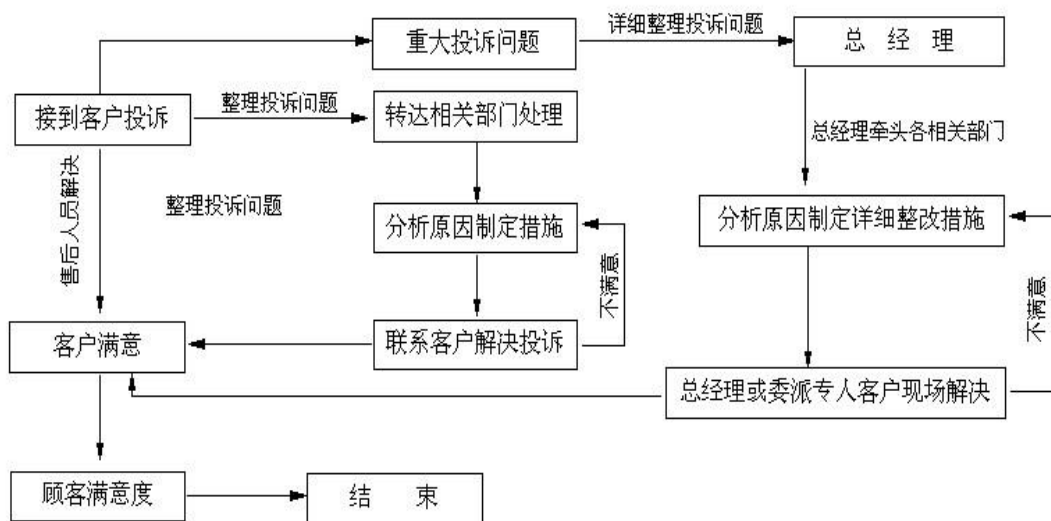 重大投诉问题
详细整理投诉问题
总 经 理
接到客户投诉
整理投诉问题
转达相关部门处理
总经理牵头各相关部门
售后人员解决
整理投诉问题
分析原因制定措施
不满意
分析原因制定详细整改措施
不满意
客户满意
联系客户解决投诉
总经理或委派专人客户现场解决
顾客满意度
结 束